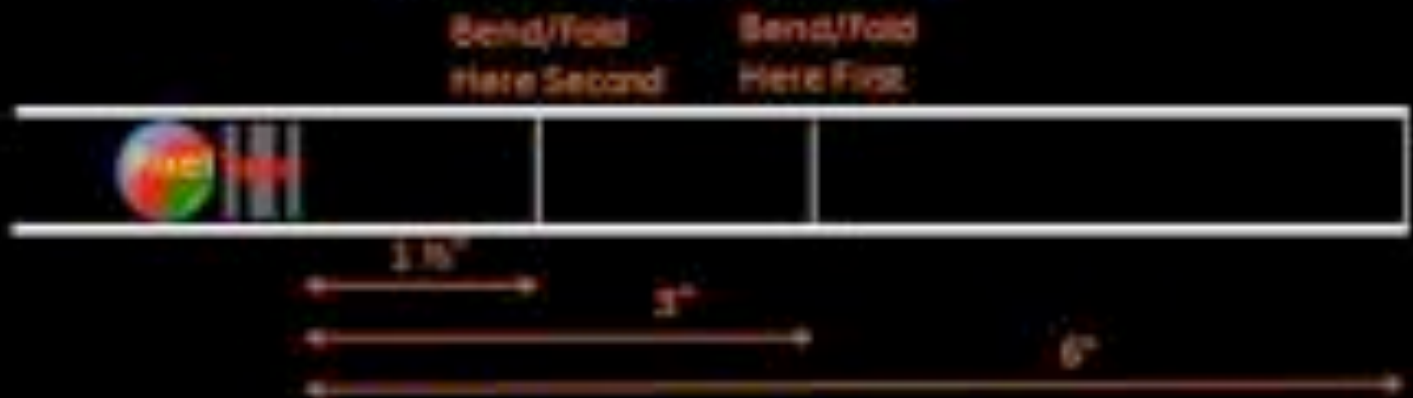 Bend/Fold
Here Second
Bend/Fold
Here First
1 ½"
3"
6"